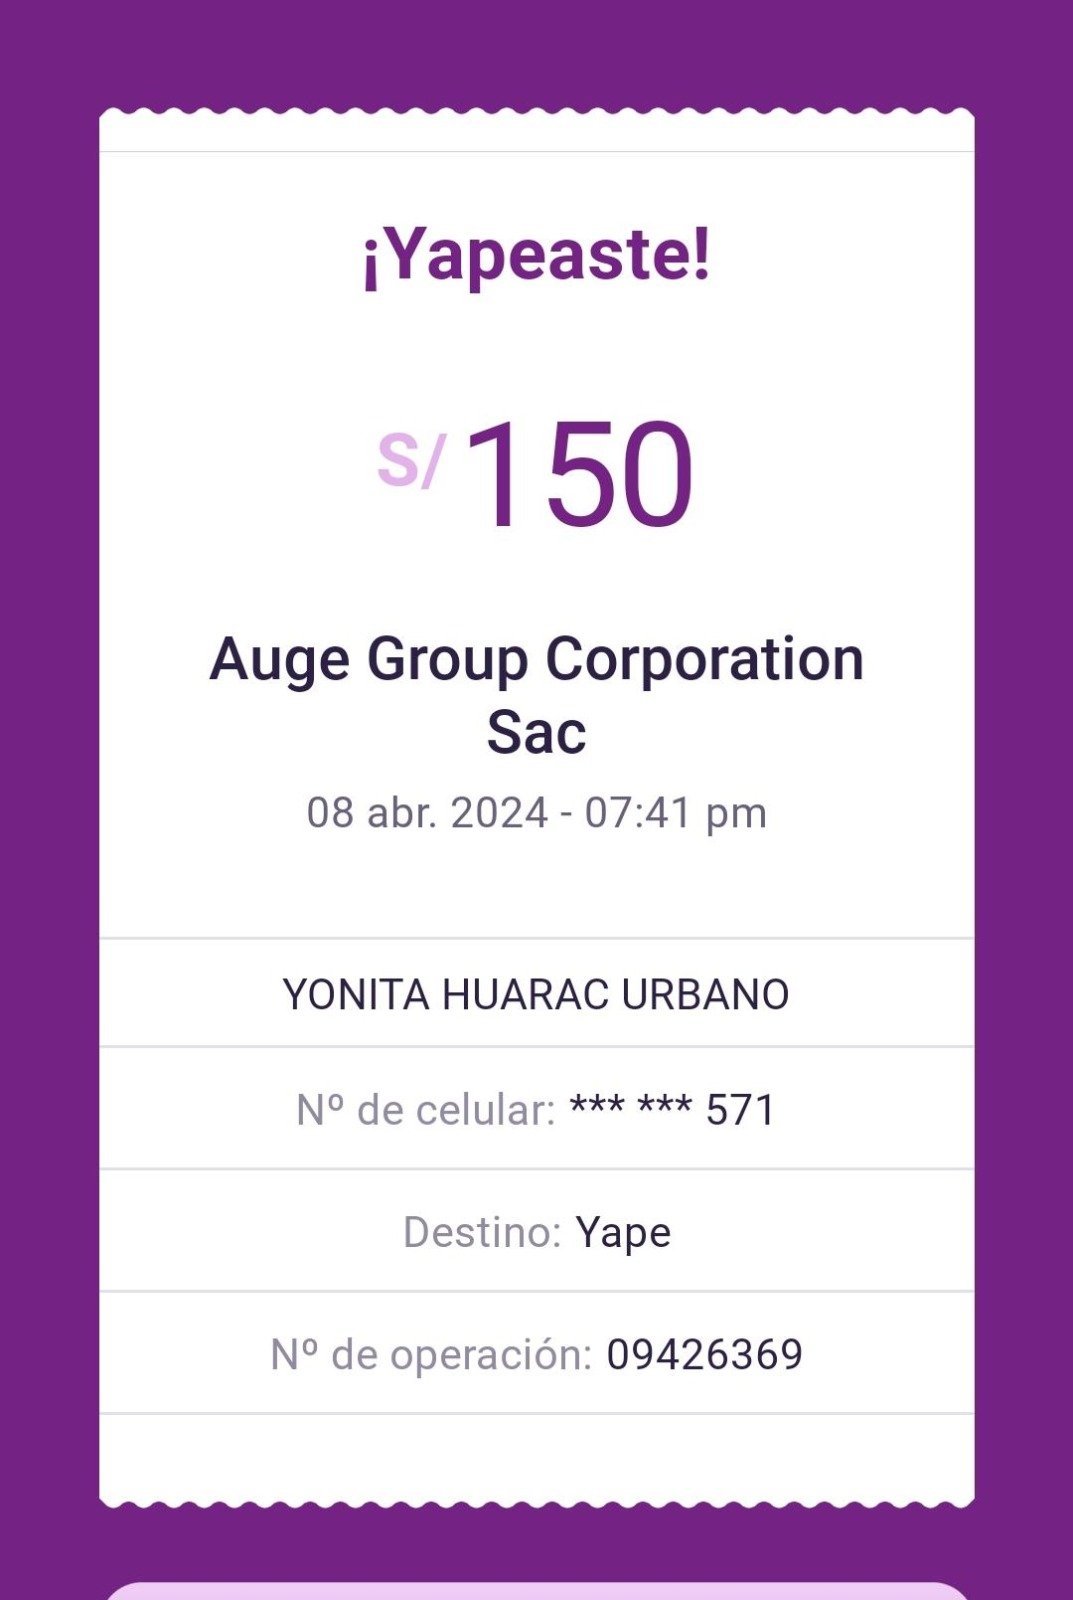 ¡Yapeaste!
S/150
Auge Group Corporation
Sac
08 abr. 2024 - 07:41 pm
YONITA HUARAC URBANO
Nº de celular: *** *** 571
Destino: Yape
Nº de operación: 09426369